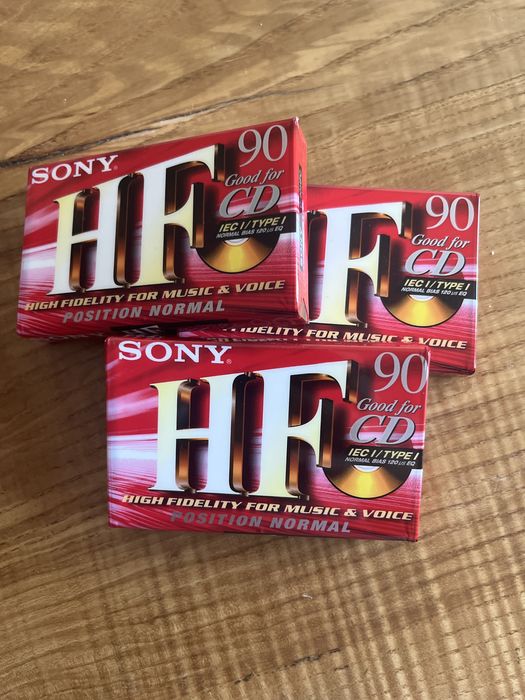 SONY®
HF
90
Good for
CD
IEC I / TYPE I
NORMAL BIAS 120 µs EQ
HIGH FIDELITY FOR MUSIC & VOICE
POSITION NORMAL
F
90
Good for
CD
IEC I / TYPE I
NORMAL BIAS 120 µs EQ
FIDELITY FOR MUSIC & VOICE
SONY®
HF
90
Good for
CD
IEC I / TYPE I
NORMAL BIAS 120 µs EQ
HIGH FIDELITY FOR MUSIC & VOICE
POSITION NORMAL